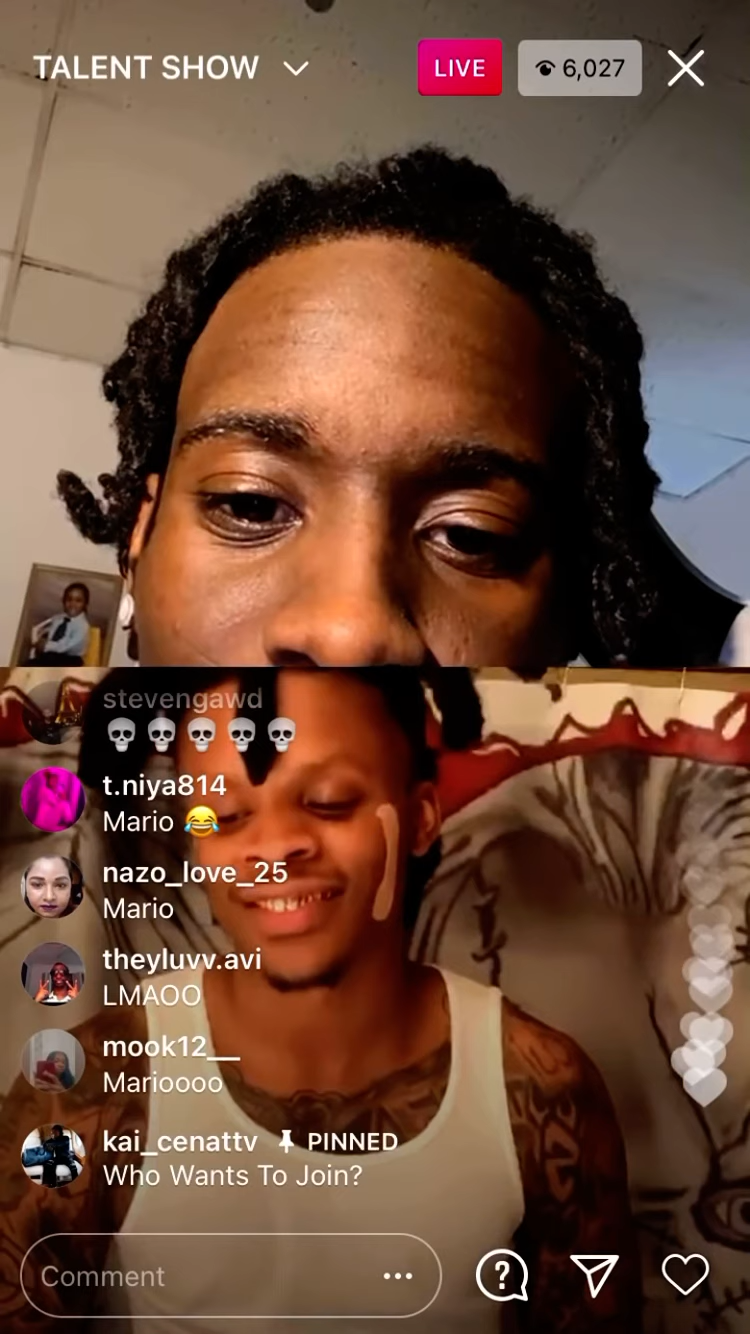 TALENT SHOW
LIVE
6,027
stevengawd
💀💀💀💀💀
t.niya814
Mario 😂
nazo_love_25
Mario
theyluvv.avi
LMAOO
mook12__
Marioooo
kai_cenattv PINNED
Who Wants To Join?
Comment